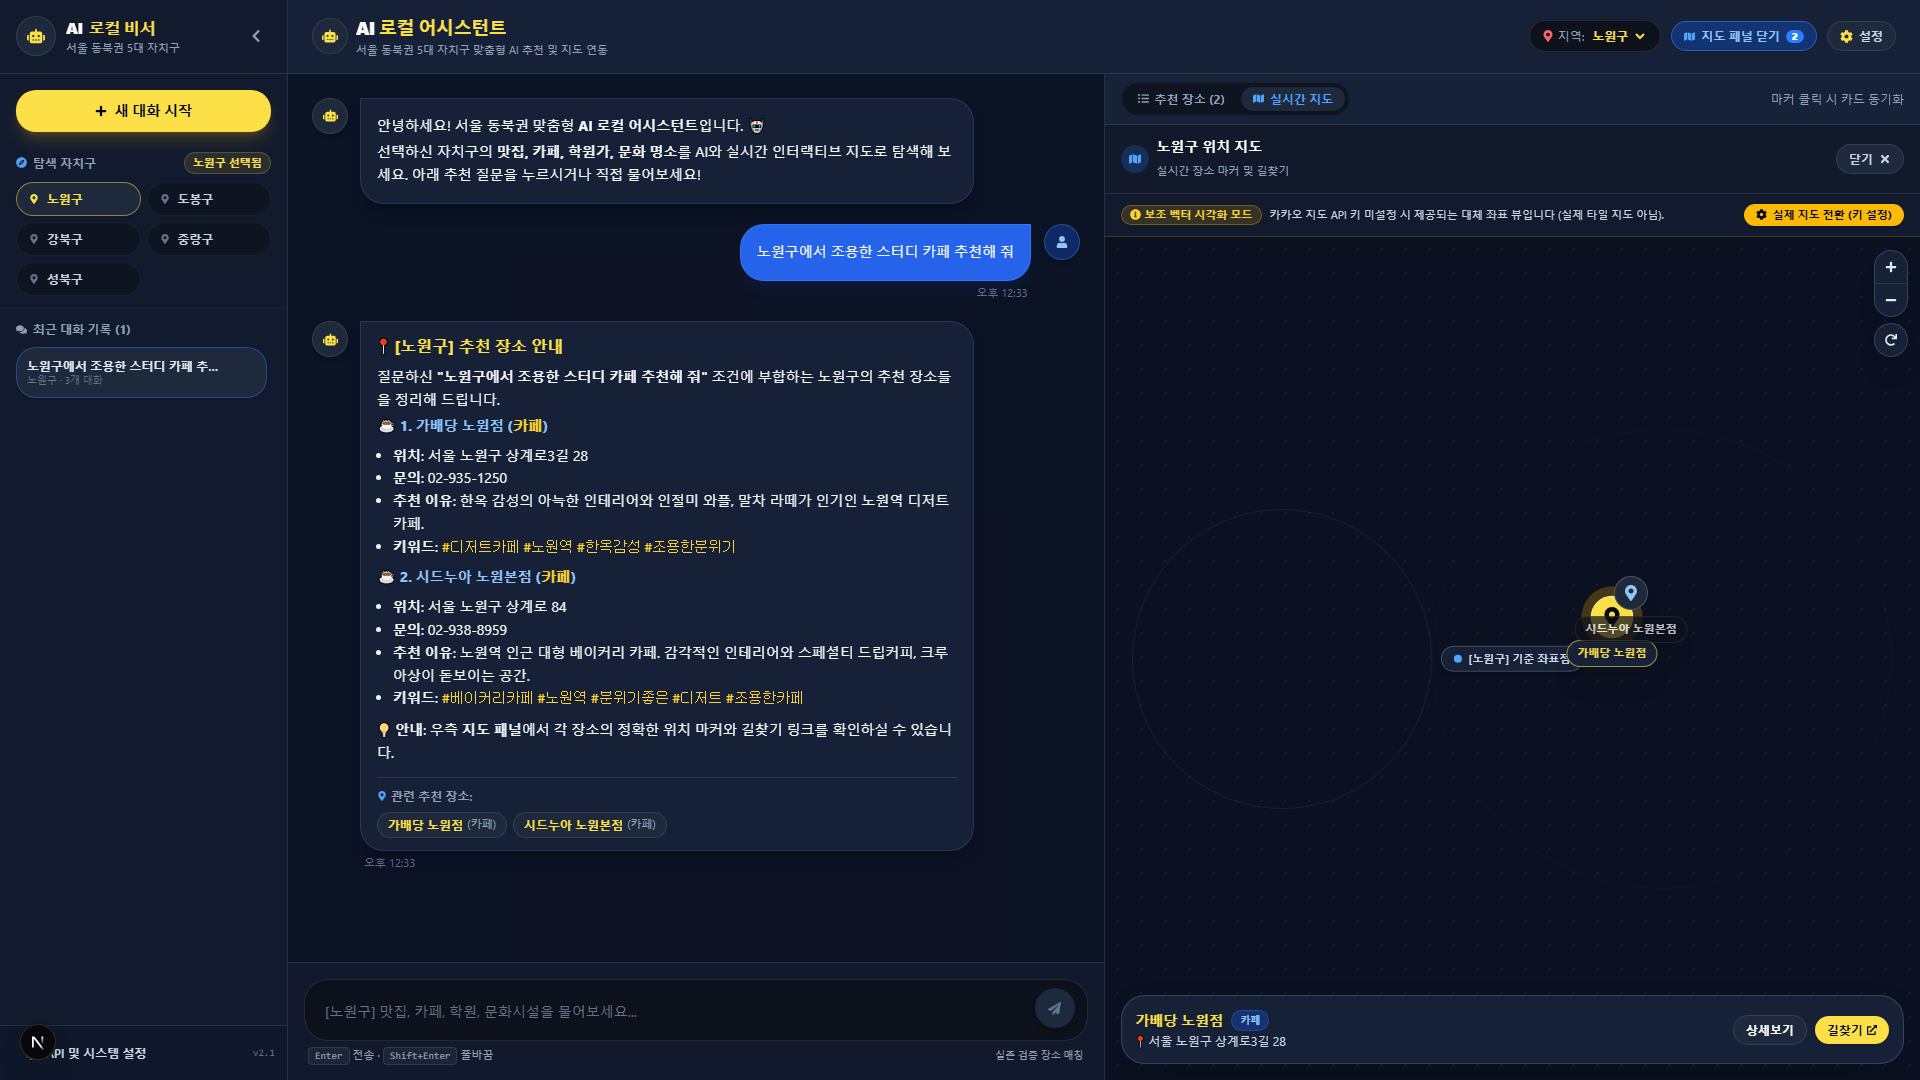 AI 로컬 비서
서울 동북권 5대 자치구
새 대화 시작
탐색 자치구
노원구 선택됨
노원구
도봉구
강북구
중랑구
성북구
최근 대화 기록 (1)
노원구에서 조용한 스터디 카페 추...
노원구 · 3개 대화
N
API 및 시스템 설정
v2.1
AI 로컬 어시스턴트
서울 동북권 5대 자치구 맞춤형 AI 추천 및 지도 연동
지역: 노원구
지도 패널 닫기 2
설정
안녕하세요! 서울 동북권 맞춤형 AI 로컬 어시스턴트입니다.
선택하신 자치구의 맛집, 카페, 학원가, 문화 명소를 AI와 실시간 인터랙티브 지도로 탐색해 보
세요. 아래 추천 질문을 누르시거나 직접 물어보세요!
노원구에서 조용한 스터디 카페 추천해 줘
오후 12:33
[노원구] 추천 장소 안내
질문하신 "노원구에서 조용한 스터디 카페 추천해 줘" 조건에 부합하는 노원구의 추천 장소들
을 정리해 드립니다.
1. 가배당 노원점 (카페)
위치: 서울 노원구 상계로3길 28
문의: 02-935-1250
추천 이유: 한옥 감성의 아늑한 인테리어와 인절미 와플, 말차 라떼가 인기인 노원역 디저트
카페.
키워드: #디저트카페 #노원역 #한옥감성 #조용한분위기
2. 시드누아 노원본점 (카페)
위치: 서울 노원구 상계로 84
문의: 02-938-8959
추천 이유: 노원역 인근 대형 베이커리 카페. 감각적인 인테리어와 스페셜티 드립커피, 크루
아상이 돋보이는 공간.
키워드: #베이커리카페 #노원역 #분위기좋은 #디저트 #조용한카페
안내: 우측 지도 패널에서 각 장소의 정확한 위치 마커와 길찾기 링크를 확인하실 수 있습니
다.
관련 추천 장소:
가배당 노원점 (카페)
시드누아 노원본점 (카페)
오후 12:33
[노원구] 맛집, 카페, 학원, 문화시설을 물어보세요...
Enter 전송 · Shift+Enter 줄바꿈
실존 검증 장소 매칭
추천 장소 (2)
실시간 지도
마커 클릭 시 카드 동기화
노원구 위치 지도
실시간 장소 마커 및 길찾기
닫기
보조 벡터 시각화 모드
카카오 지도 API 키 미설정 시 제공되는 대체 좌표 뷰입니다 (실제 타일 지도 아님).
실제 지도 전환 (키 설정)
+
−
시드누아 노원본점
가배당 노원점
[노원구] 기준 좌표점
가배당 노원점 카페
서울 노원구 상계로3길 28
상세보기
길찾기